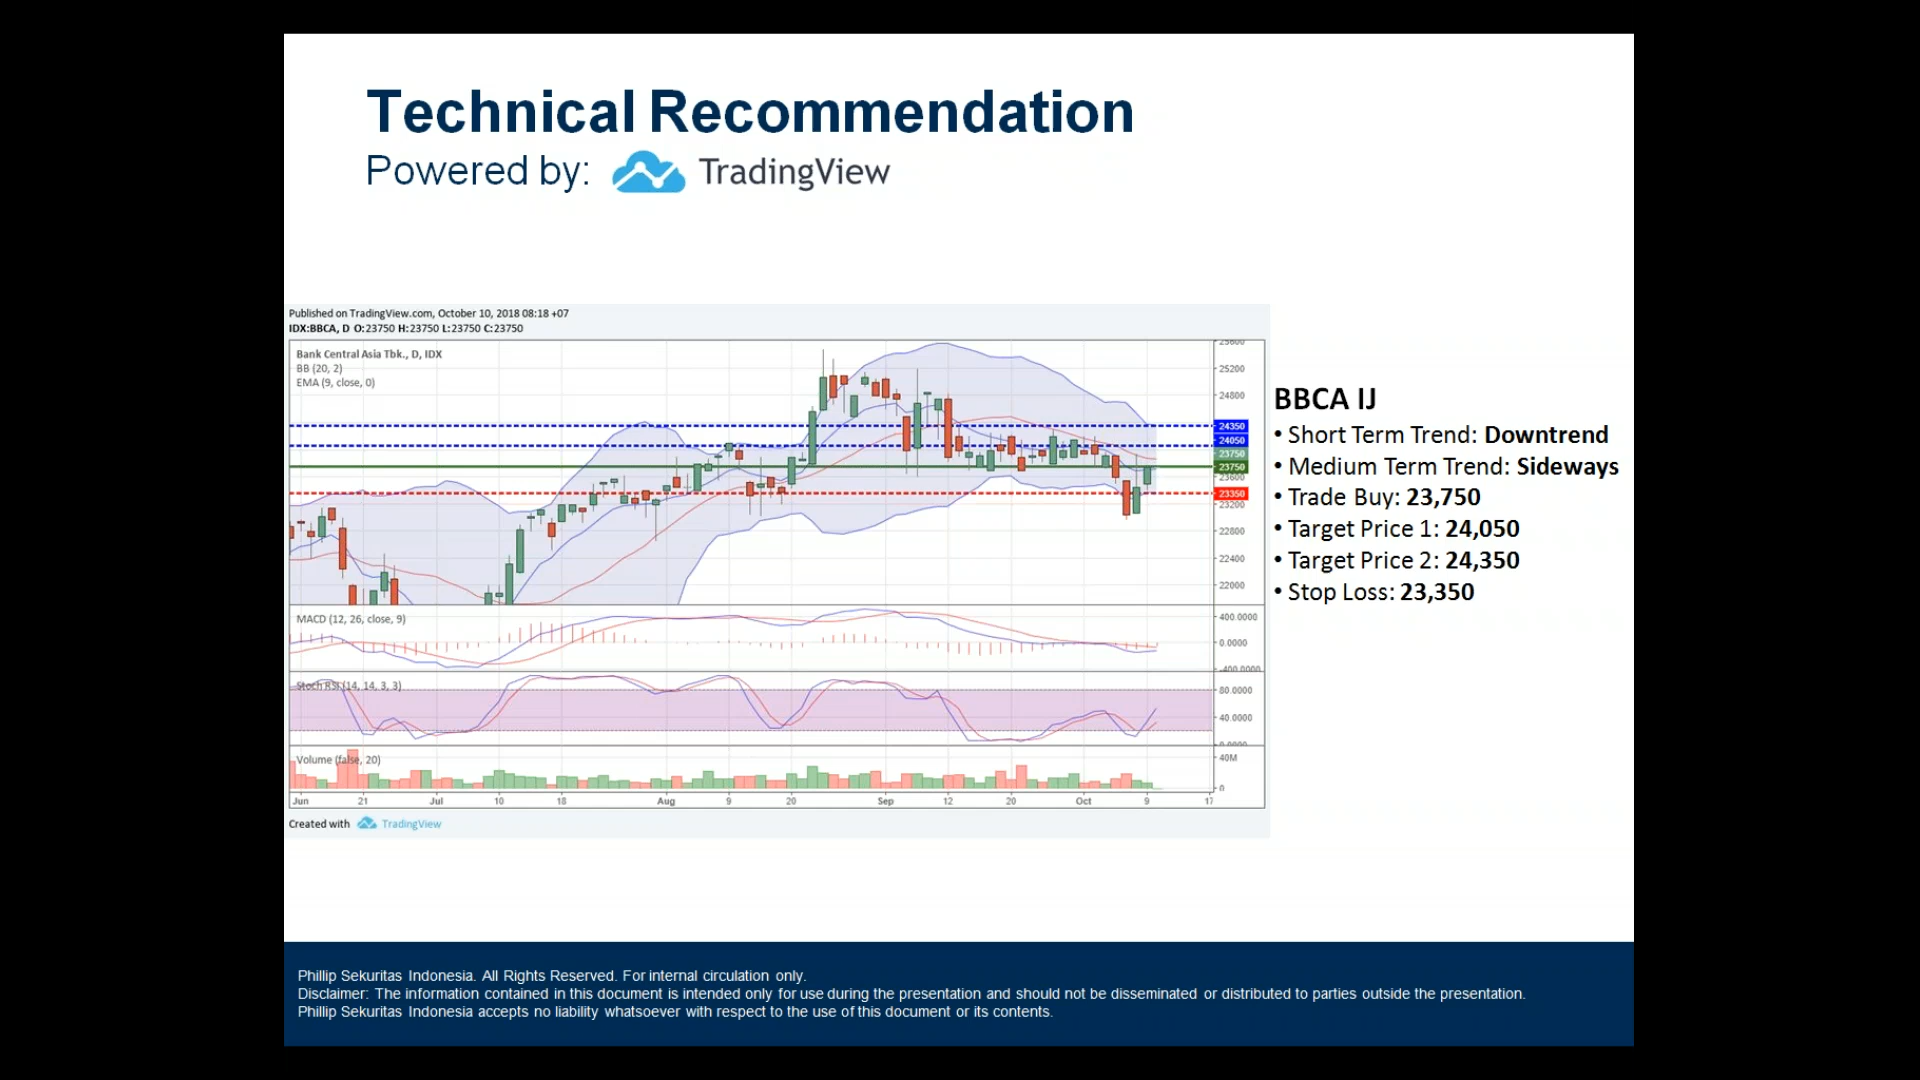 Technical Recommendation
Powered by: TradingView
Published on TradingView.com, October 10, 2018 08:18 +07
IDX:BBCA, D O:23750 H:23750 L:23750 C:23750
Bank Central Asia Tbk., D, IDX
BB (20, 2)
EMA (9, close, 0)
25600
25200
24800
24350
24050
23750
23750
23600
23350
23200
22800
22400
22000
MACD (12, 26, close, 9)
400.0000
0.0000
-400.0000
Stoch RSI (14, 14, 3, 3)
80.0000
40.0000
0.0000
Volume (false, 20)
40M
0
Jun 21 Jul 10 18 Aug 9 20 Sep 12 20 Oct 9 17
Created with TradingView
BBCA IJ
• Short Term Trend: Downtrend
• Medium Term Trend: Sideways
• Trade Buy: 23,750
• Target Price 1: 24,050
• Target Price 2: 24,350
• Stop Loss: 23,350
Phillip Sekuritas Indonesia. All Rights Reserved. For internal circulation only.
Disclaimer: The information contained in this document is intended only for use during the presentation and should not be disseminated or distributed to parties outside the presentation.
Phillip Sekuritas Indonesia accepts no liability whatsoever with respect to the use of this document or its contents.